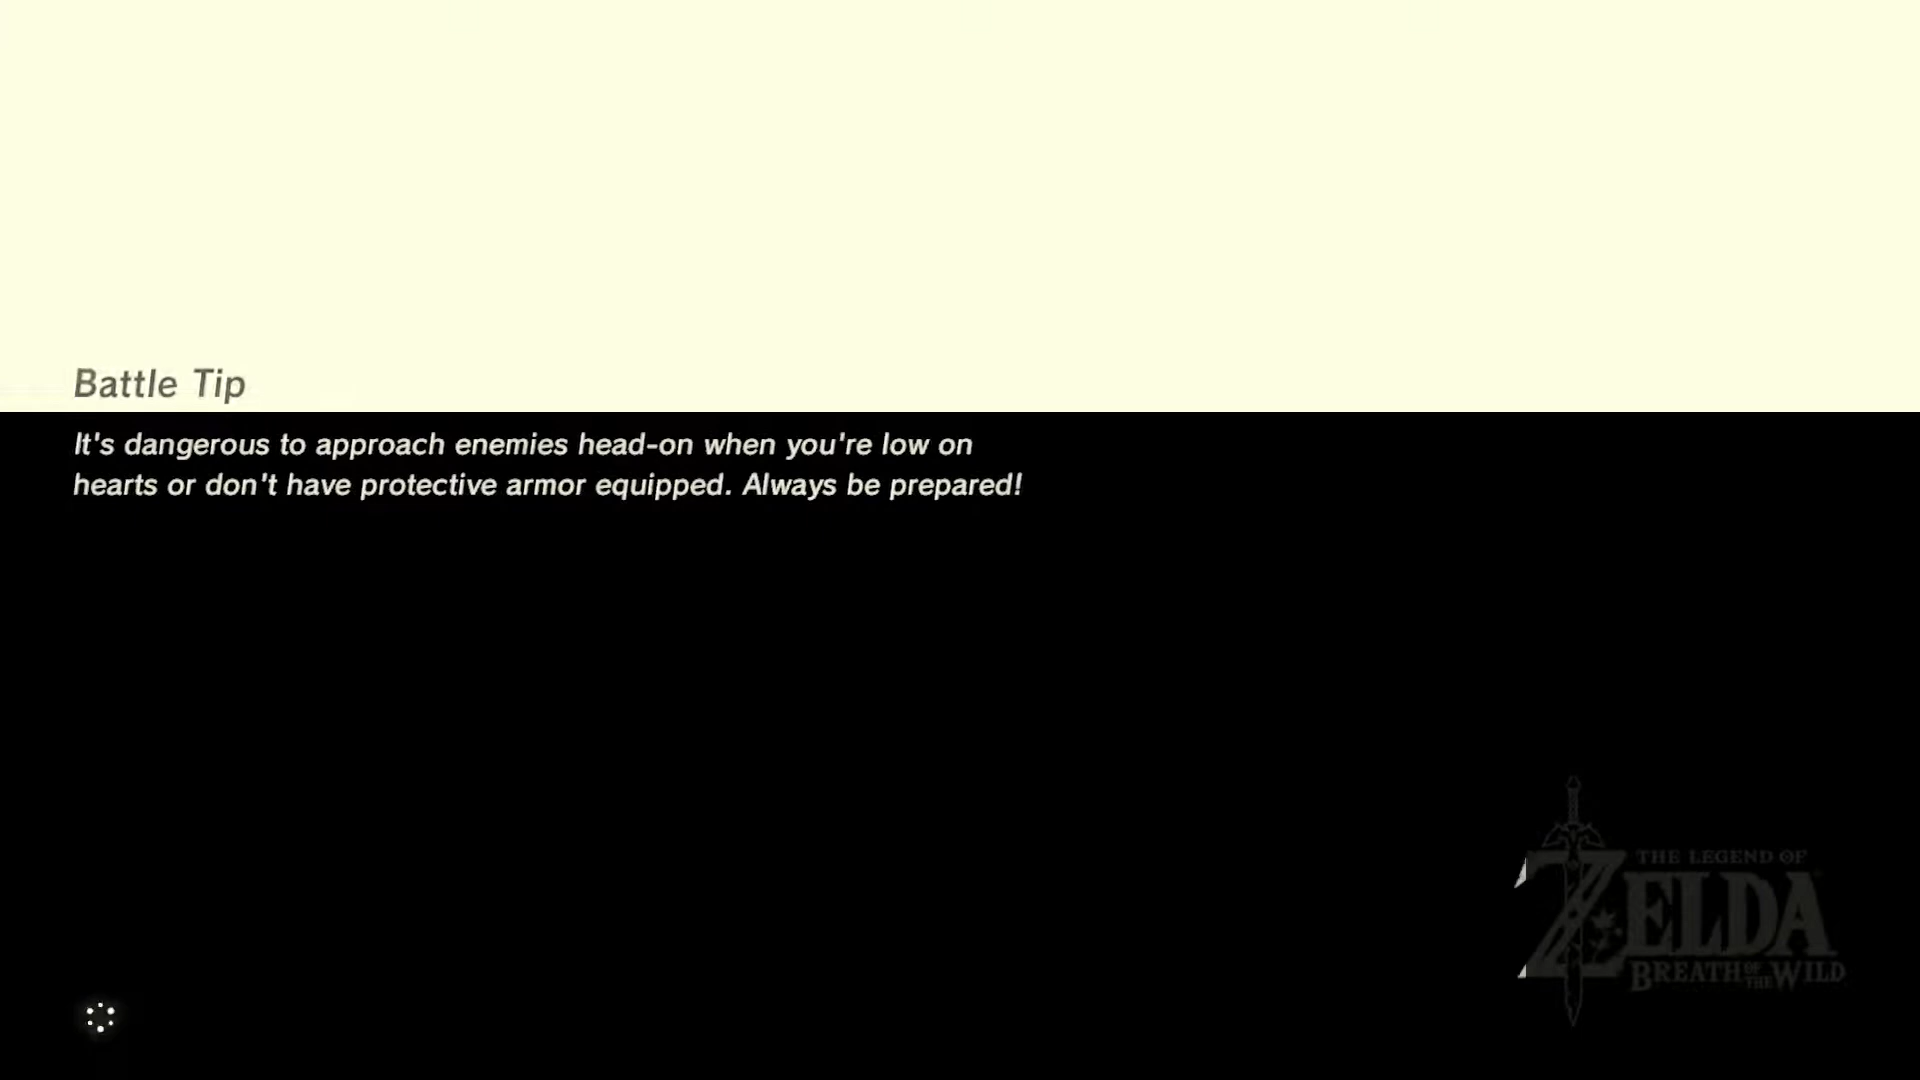 Battle Tip
It's dangerous to approach enemies head-on when you're low on
hearts or don't have protective armor equipped. Always be prepared!
THE LEGEND OF
ZELDA
BREATH OF THE WILD